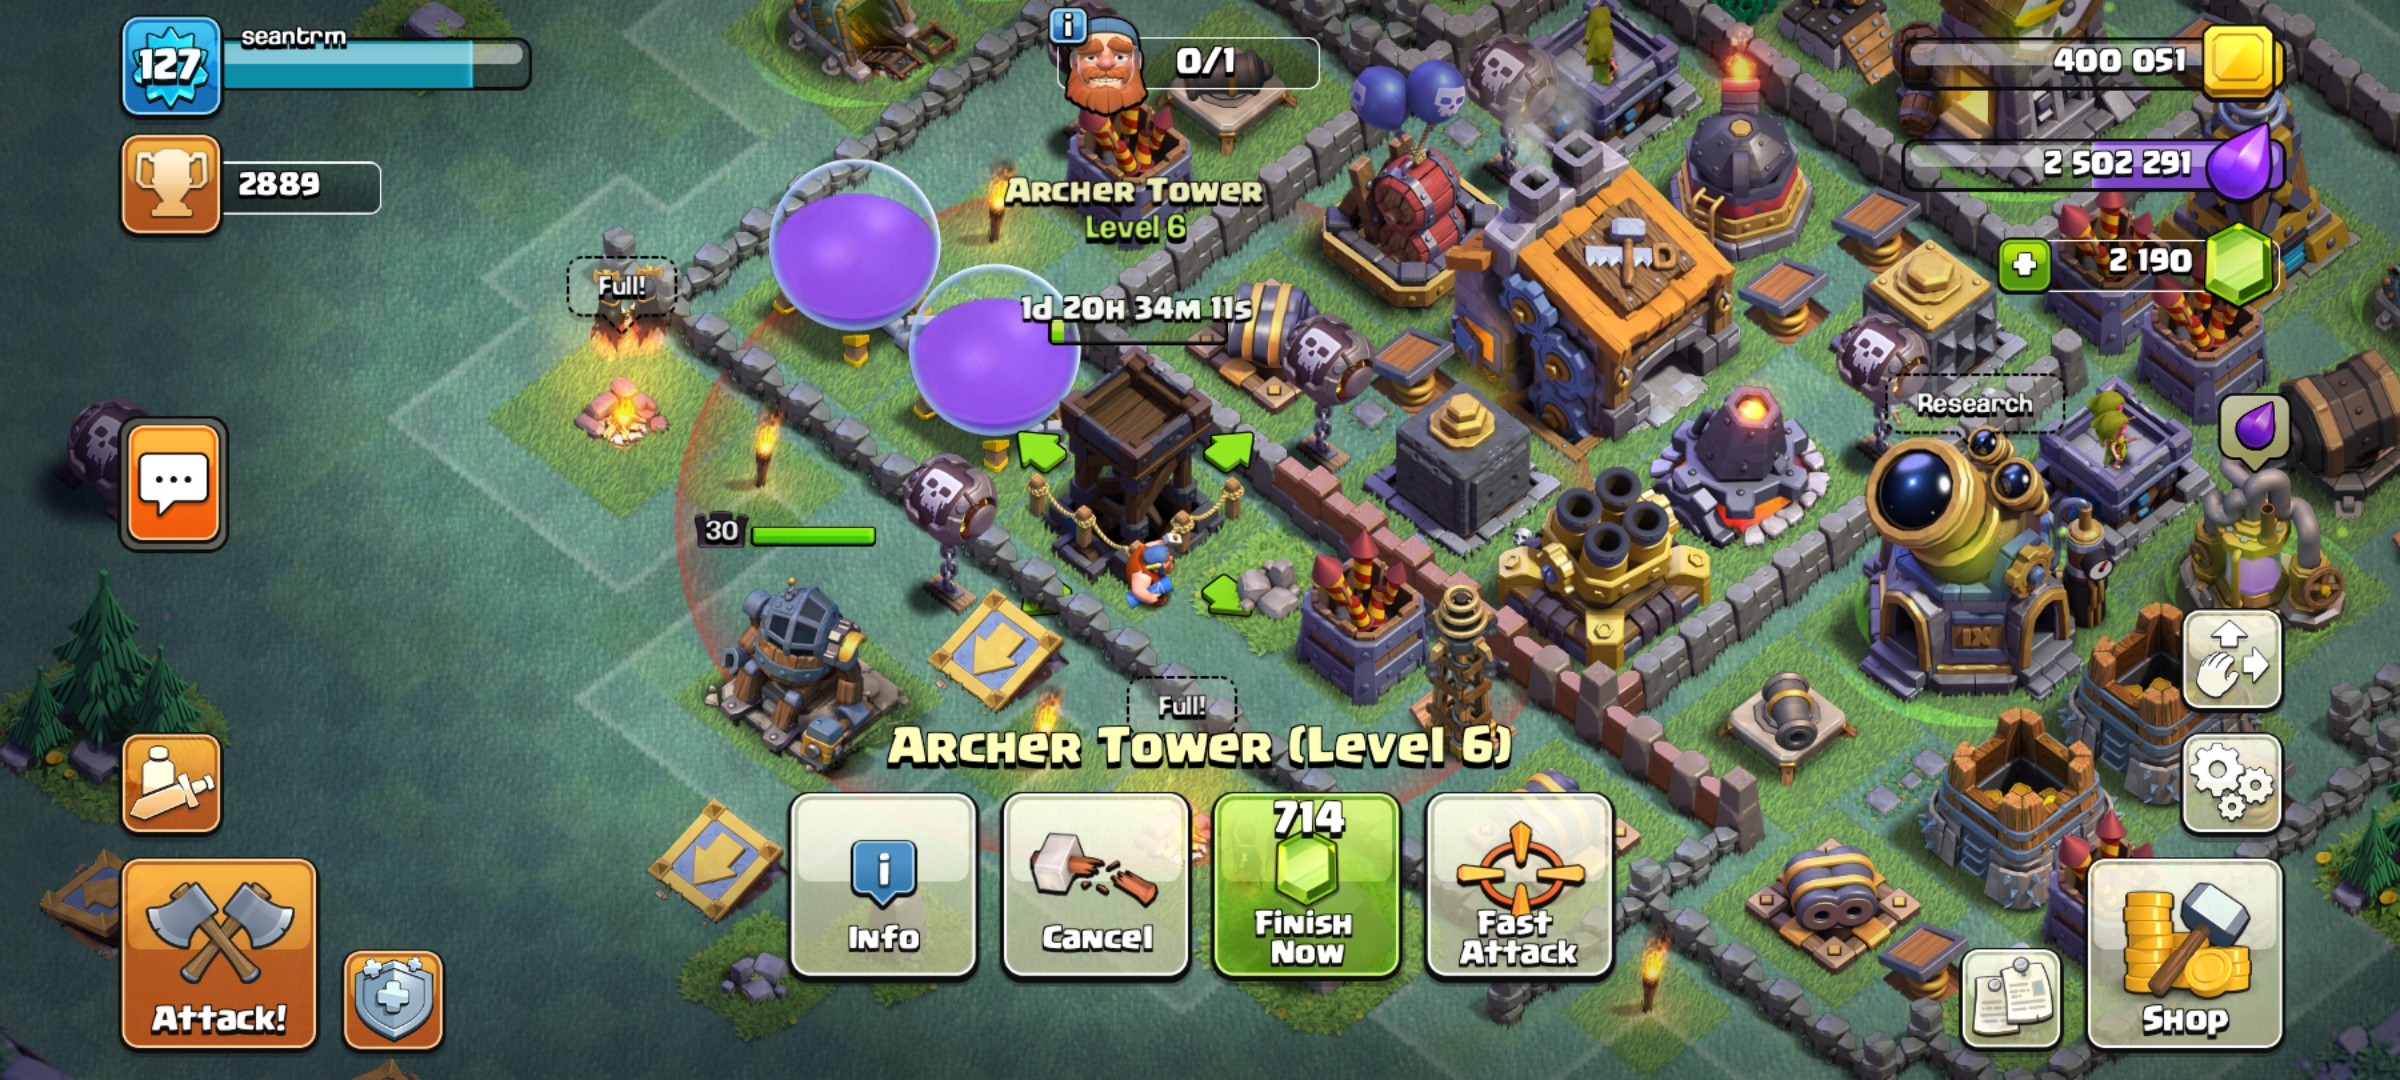 127
seantrm
0/1
400 051
2889
2 502 291
Archer Tower
Level 6
2 190
Full!
1d 20h 34m 11s
Research
30
IX
Full!
Archer Tower (Level 6)
Info
Cancel
714
Finish
Now
Fast
Attack
Attack!
Shop